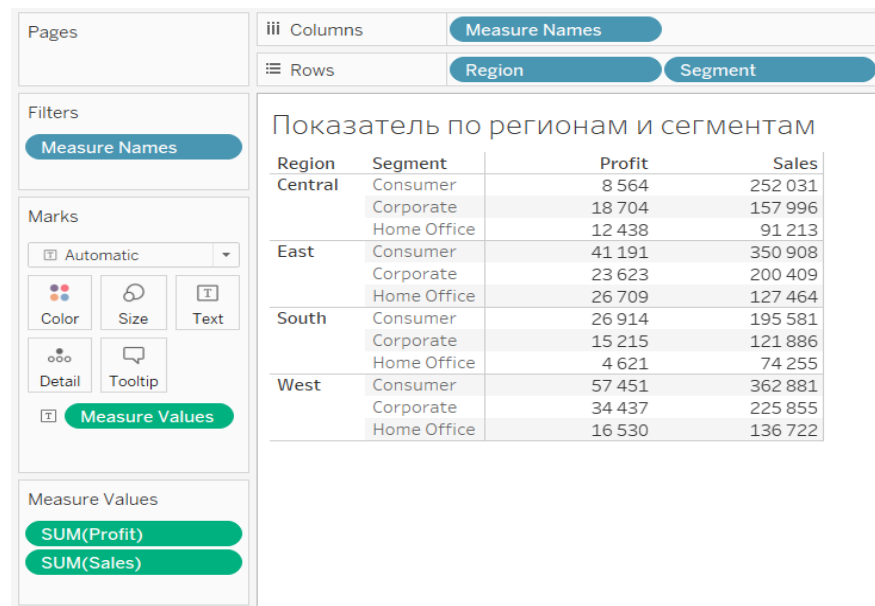 Pages
Columns Measure Names
Rows Region Segment
Filters
Measure Names
Marks
Automatic
Color Size Text
Detail Tooltip
Measure Values
Measure Values
SUM(Profit)
SUM(Sales)
Показатель по регионам и сегментам
Region Segment Profit Sales
Central Consumer 8 564 252 031
Corporate 18 704 157 996
Home Office 12 438 91 213
East Consumer 41 191 350 908
Corporate 23 623 200 409
Home Office 26 709 127 464
South Consumer 26 914 195 581
Corporate 15 215 121 886
Home Office 4 621 74 255
West Consumer 57 451 362 881
Corporate 34 437 225 855
Home Office 16 530 136 722